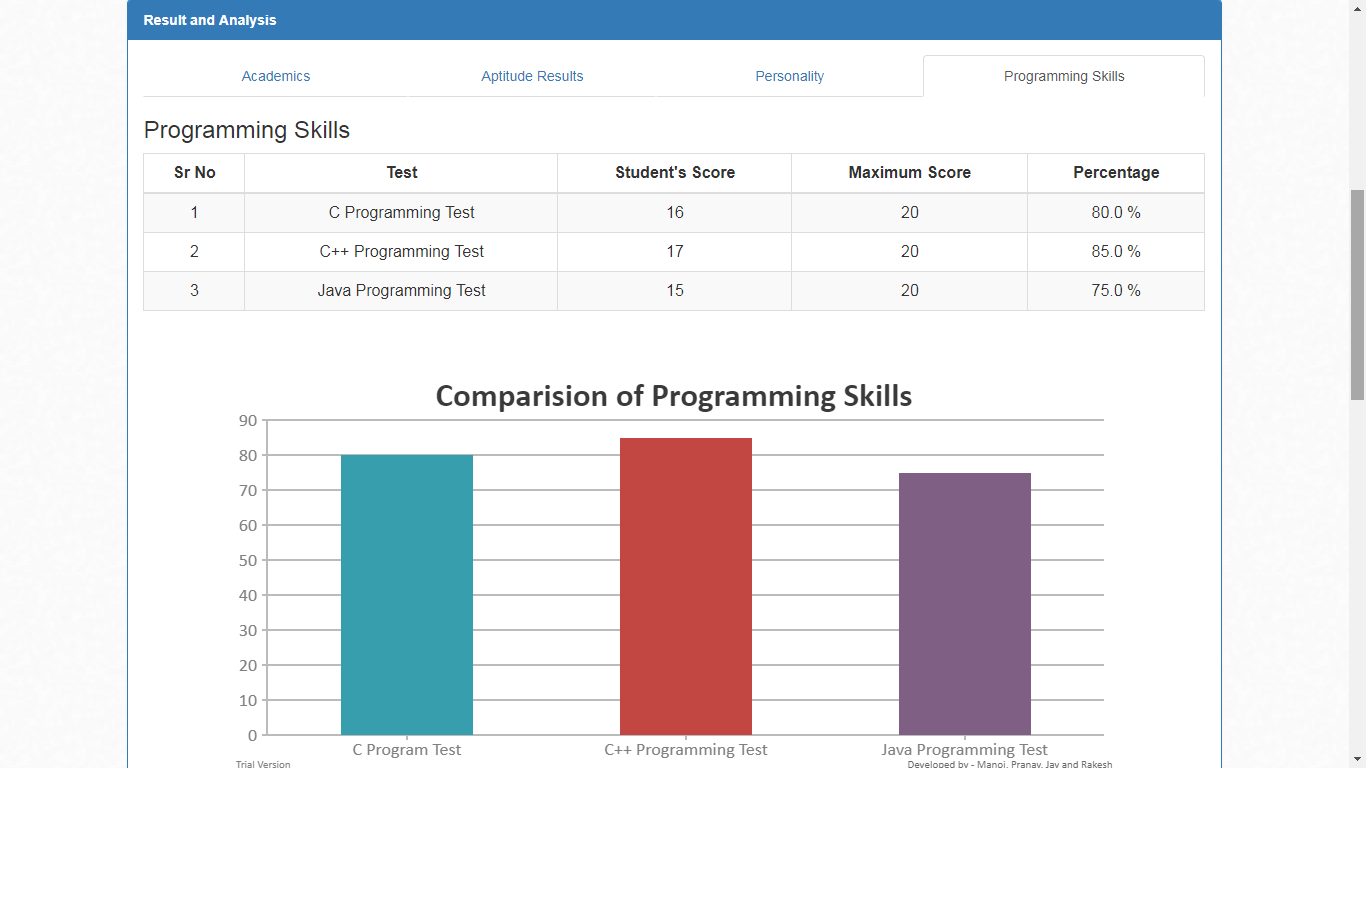 Result and Analysis
Academics Aptitude Results Personality Programming Skills
Programming Skills
Sr No Test Student's Score Maximum Score Percentage
1 C Programming Test 16 20 80.0 %
2 C++ Programming Test 17 20 85.0 %
3 Java Programming Test 15 20 75.0 %
Comparision of Programming Skills
90
80
70
60
50
40
30
20
10
0
C Program Test C++ Programming Test Java Programming Test
Trial Version Developed by - Manoj, Pranav, Jay and Rakesh